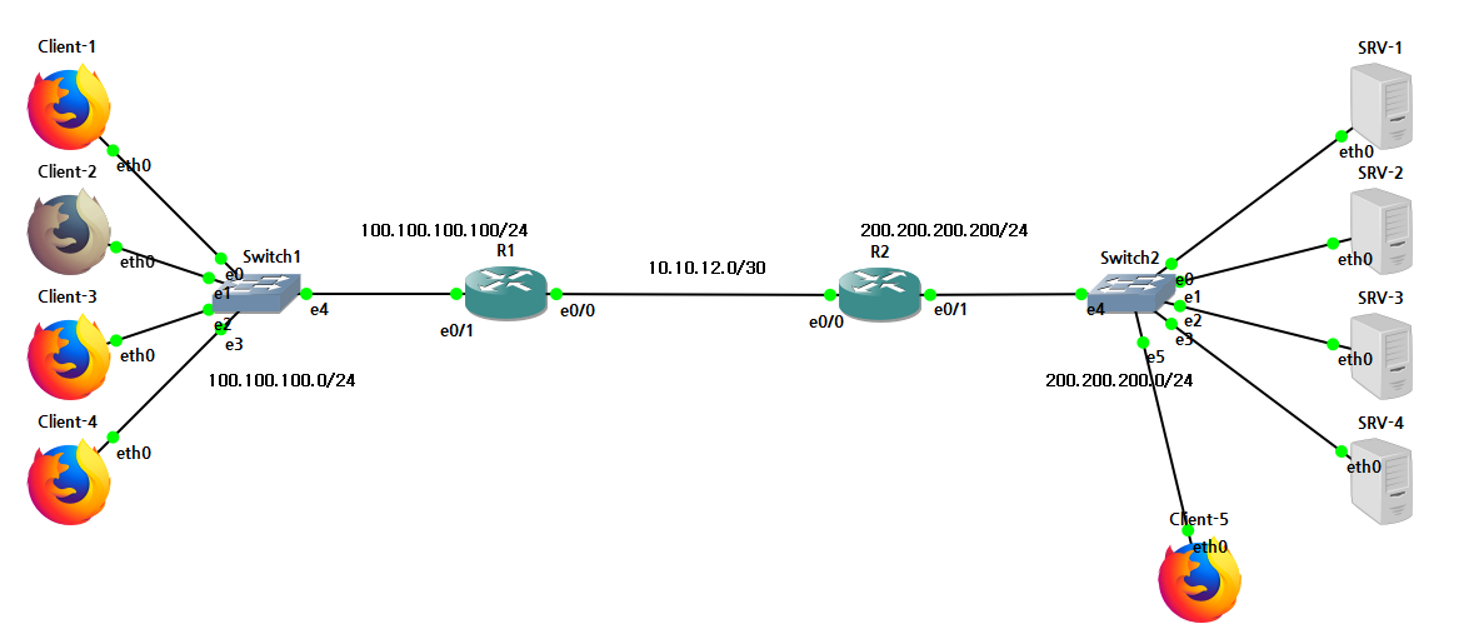 Client-1
eth0
Client-2
eth0
Client-3
eth0
Client-4
eth0
Switch1
e0
e1
e2
e3
e4
100.100.100.0/24
100.100.100.100/24
R1
e0/1
e0/0
10.10.12.0/30
200.200.200.200/24
R2
e0/0
e0/1
Switch2
e4
e0
e1
e2
e3
e5
200.200.200.0/24
SRV-1
eth0
SRV-2
eth0
SRV-3
eth0
SRV-4
eth0
Client-5
eth0